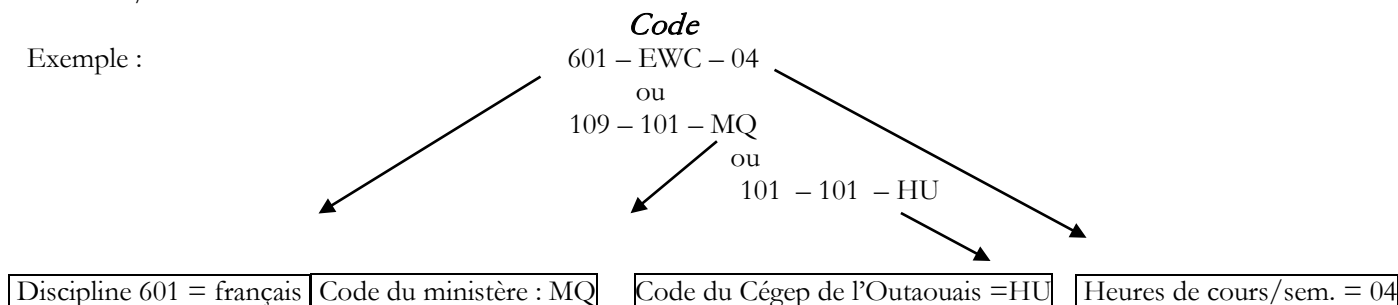 Code
Exemple : 601 – EWC – 04
ou
109 – 101 – MQ
ou
101 – 101 – HU
Discipline 601 = français Code du ministère : MQ Code du Cégep de l’Outaouais =HU Heures de cours/sem. = 04